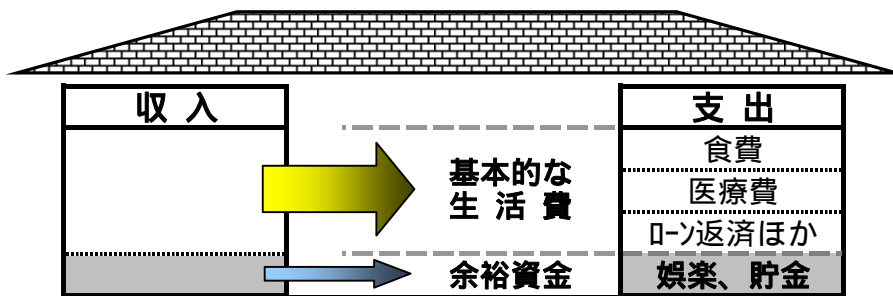 収 入
支 出
食費
基本的な
生 活 費
医療費
ローン返済ほか
余裕資金
娯楽、貯金